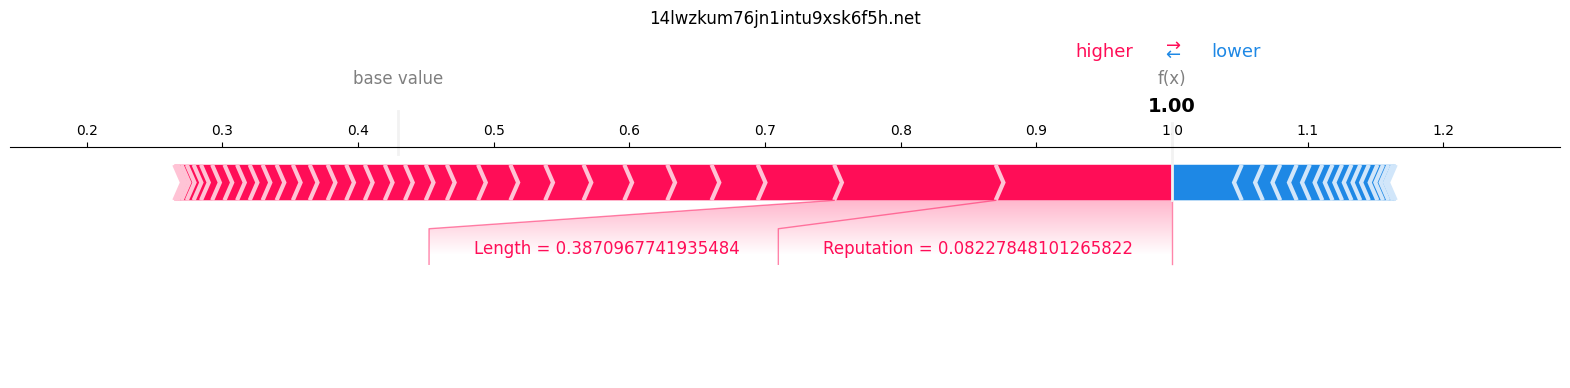 14lwzkum76jn1intu9xsk6f5h.net
higher ⇄ lower
base value f(x)
1.00
0.2 0.3 0.4 0.5 0.6 0.7 0.8 0.9 1.0 1.1 1.2
Length = 0.3870967741935484 Reputation = 0.08227848101265822